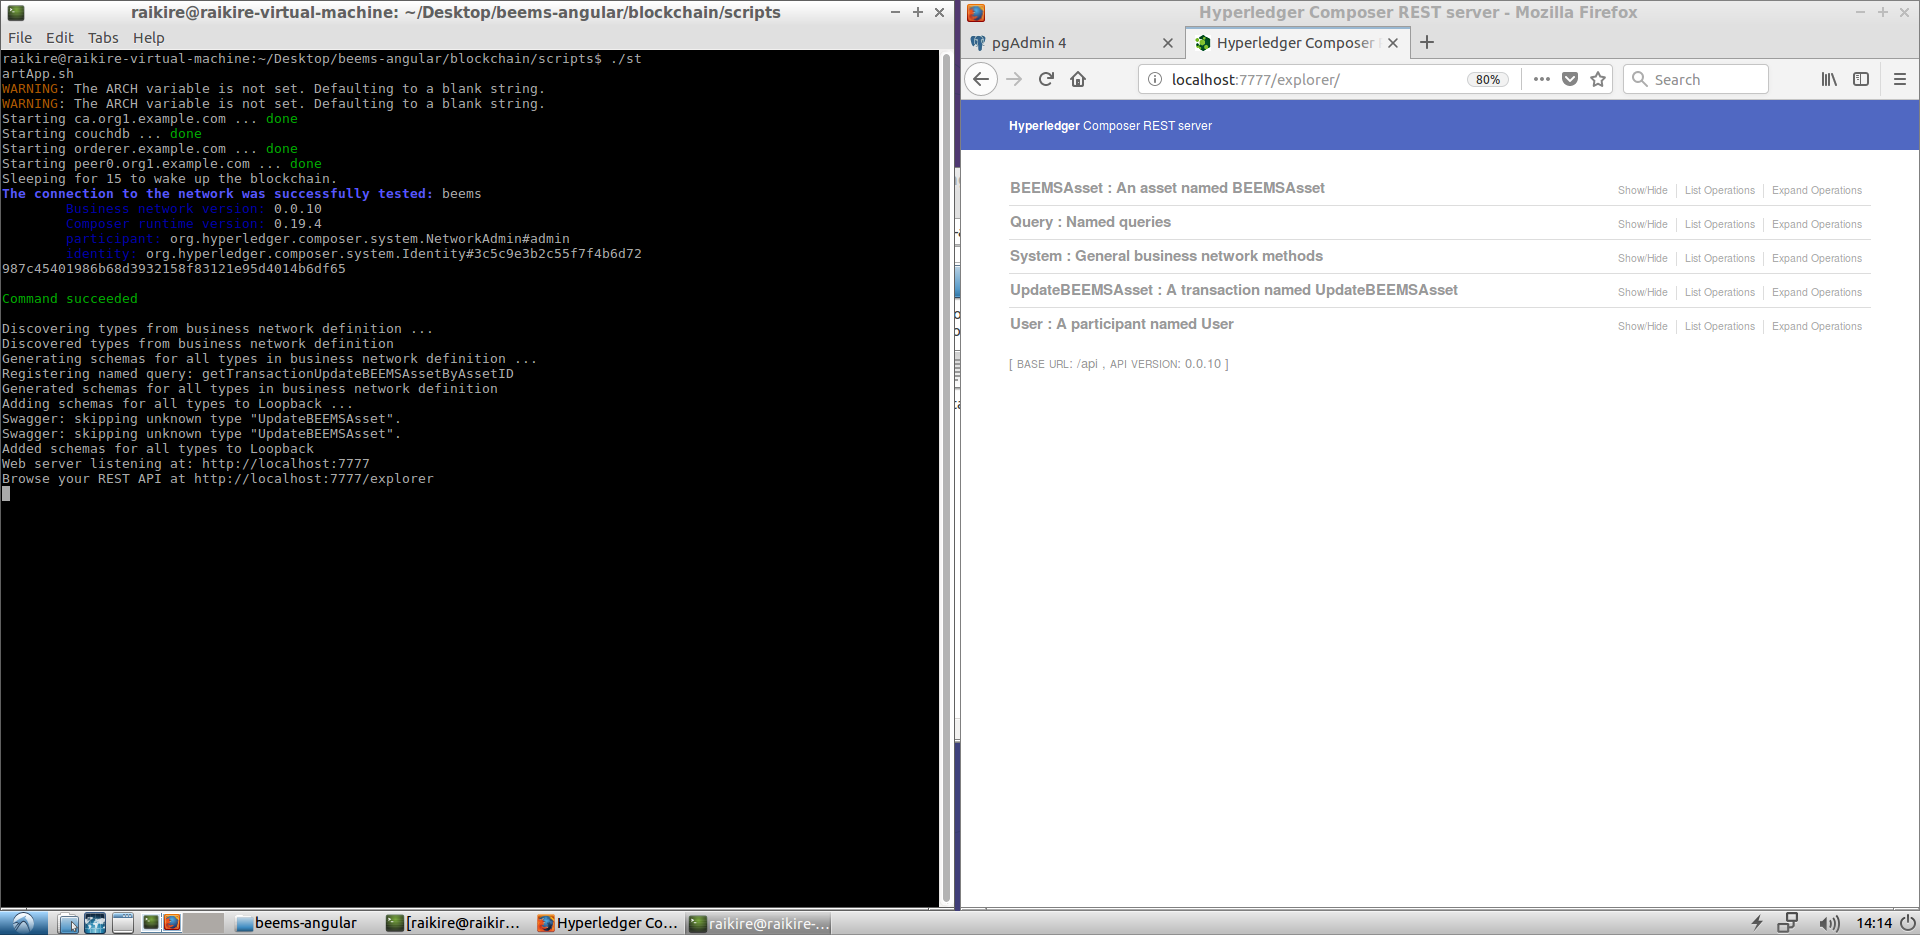 raikire@raikire-virtual-machine: ~/Desktop/beems-angular/blockchain/scripts
File Edit Tabs Help
raikire@raikire-virtual-machine:~/Desktop/beems-angular/blockchain/scripts$ ./st
artApp.sh
WARNING: The ARCH variable is not set. Defaulting to a blank string.
WARNING: The ARCH variable is not set. Defaulting to a blank string.
Starting ca.org1.example.com ... done
Starting couchdb ... done
Starting orderer.example.com ... done
Starting peer0.org1.example.com ... done
Sleeping for 15 to wake up the blockchain.
The connection to the network was successfully tested: beems
Business network version: 0.0.10
Composer runtime version: 0.19.4
participant: org.hyperledger.composer.system.NetworkAdmin#admin
identity: org.hyperledger.composer.system.Identity#3c5c9e3b2c55f7f4b6d72
987c45401986b68d3932158f83121e95d4014b6df65
Command succeeded
Discovering types from business network definition ...
Discovered types from business network definition
Generating schemas for all types in business network definition ...
Registering named query: getTransactionUpdateBEEMSAssetByAssetID
Generated schemas for all types in business network definition
Adding schemas for all types to Loopback ...
Swagger: skipping unknown type "UpdateBEEMSAsset".
Swagger: skipping unknown type "UpdateBEEMSAsset".
Added schemas for all types to Loopback
Web server listening at: http://localhost:7777
Browse your REST API at http://localhost:7777/explorer
Hyperledger Composer REST server - Mozilla Firefox
pgAdmin 4
Hyperledger Composer
localhost:7777/explorer/
80%
Search
Hyperledger Composer REST server
BEEMSAsset : An asset named BEEMSAsset Show/Hide List Operations Expand Operations
Query : Named queries Show/Hide List Operations Expand Operations
System : General business network methods Show/Hide List Operations Expand Operations
UpdateBEEMSAsset : A transaction named UpdateBEEMSAsset Show/Hide List Operations Expand Operations
User : A participant named User Show/Hide List Operations Expand Operations
[ BASE URL: /api , API VERSION: 0.0.10 ]
beems-angular
[raikire@raikir...
Hyperledger Co...
raikire@raikire-...
14:14